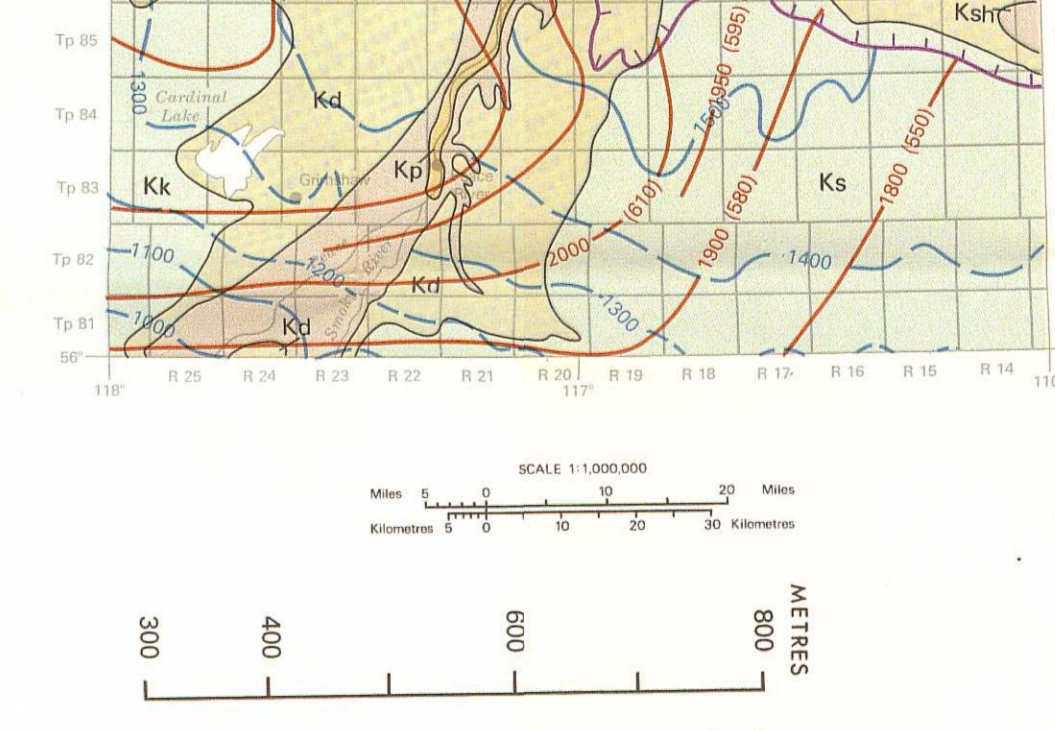 Tp 85
Ksh
1950 (595)
1300
Cardinal
Lake
Kd
Tp 84
1800 (550)
Kp
Grimshaw
River
Tp 83
Kk
Ks
(610)
1900 (580)
2000
Tp 82
1100
1200
River
Kd
1400
Smoky
1300
Tp 81
1000
Kd
56°
R 25
R 24
R 23
R 22
R 21
R 20
R 19
R 18
R 17
R 16
R 15
R 14
118°
117°
116
SCALE 1:1,000,000
Miles 5 0 10 20 Miles
Kilometres 5 0 10 20 30 Kilometres
300 400 600 800 METRES